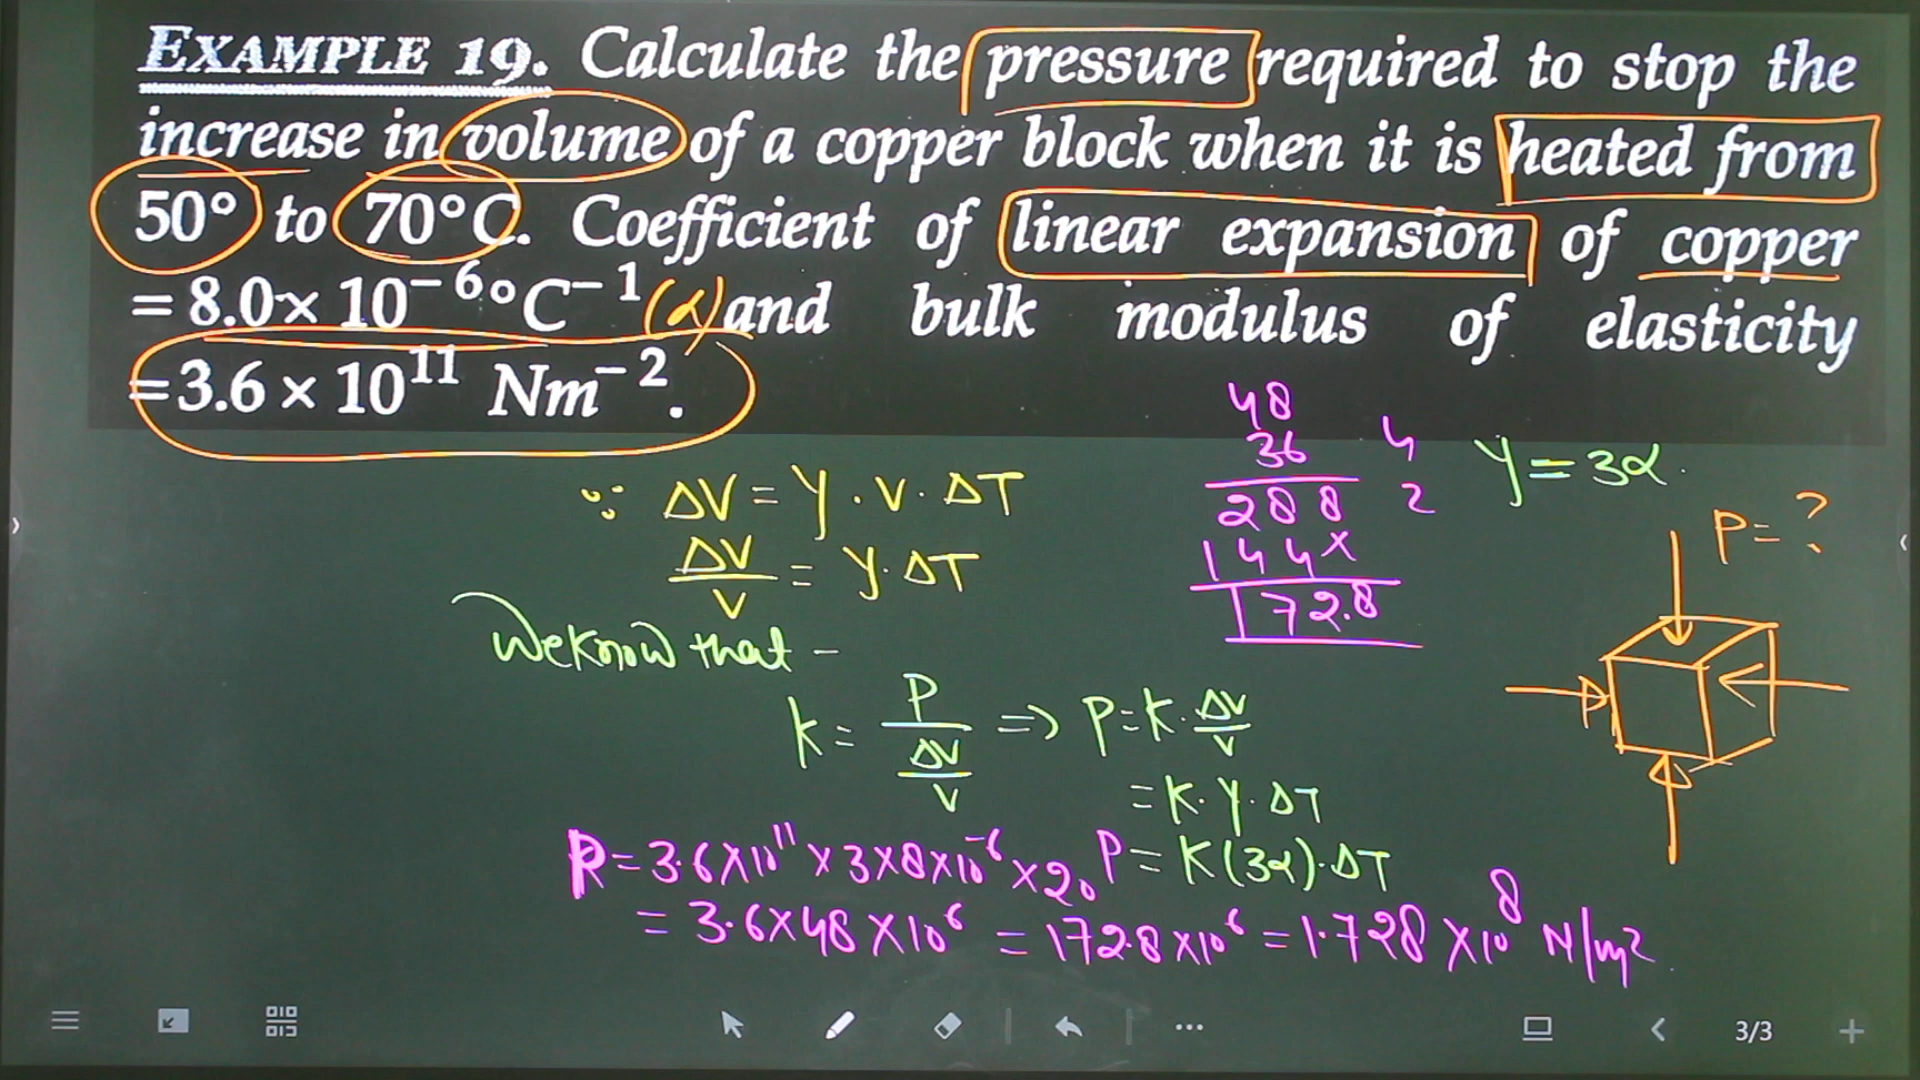 EXAMPLE 19. Calculate the pressure required to stop the
increase in volume of a copper block when it is heated from
50° to 70°C. Coefficient of linear expansion of copper
= 8.0× 10⁻⁶°C⁻¹ (α) and bulk modulus of elasticity
=3.6 × 10¹¹ Nm⁻².
∵ ΔV = γ · V · ΔT
ΔV/V = γ · ΔT
We know that -
K = P/(ΔV/V) ⇒ P = K · ΔV/V
= K · γ · ΔT
P = K(3α) · ΔT
P = 3.6×10¹¹ × 3×8×10⁻⁶ × 20
= 3.6×48×10⁶ = 172.8×10⁶ = 1.728 ×10⁸ N/m²
48
36
288
144×
172.8
4
2
γ = 3α.
P = ?
3/3